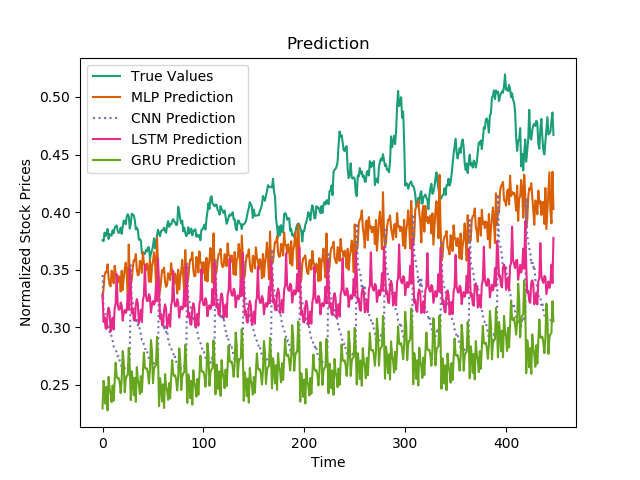 Prediction
True Values
MLP Prediction
CNN Prediction
LSTM Prediction
GRU Prediction
Normalized Stock Prices
0.50
0.45
0.40
0.35
0.30
0.25
0
100
200
300
400
Time